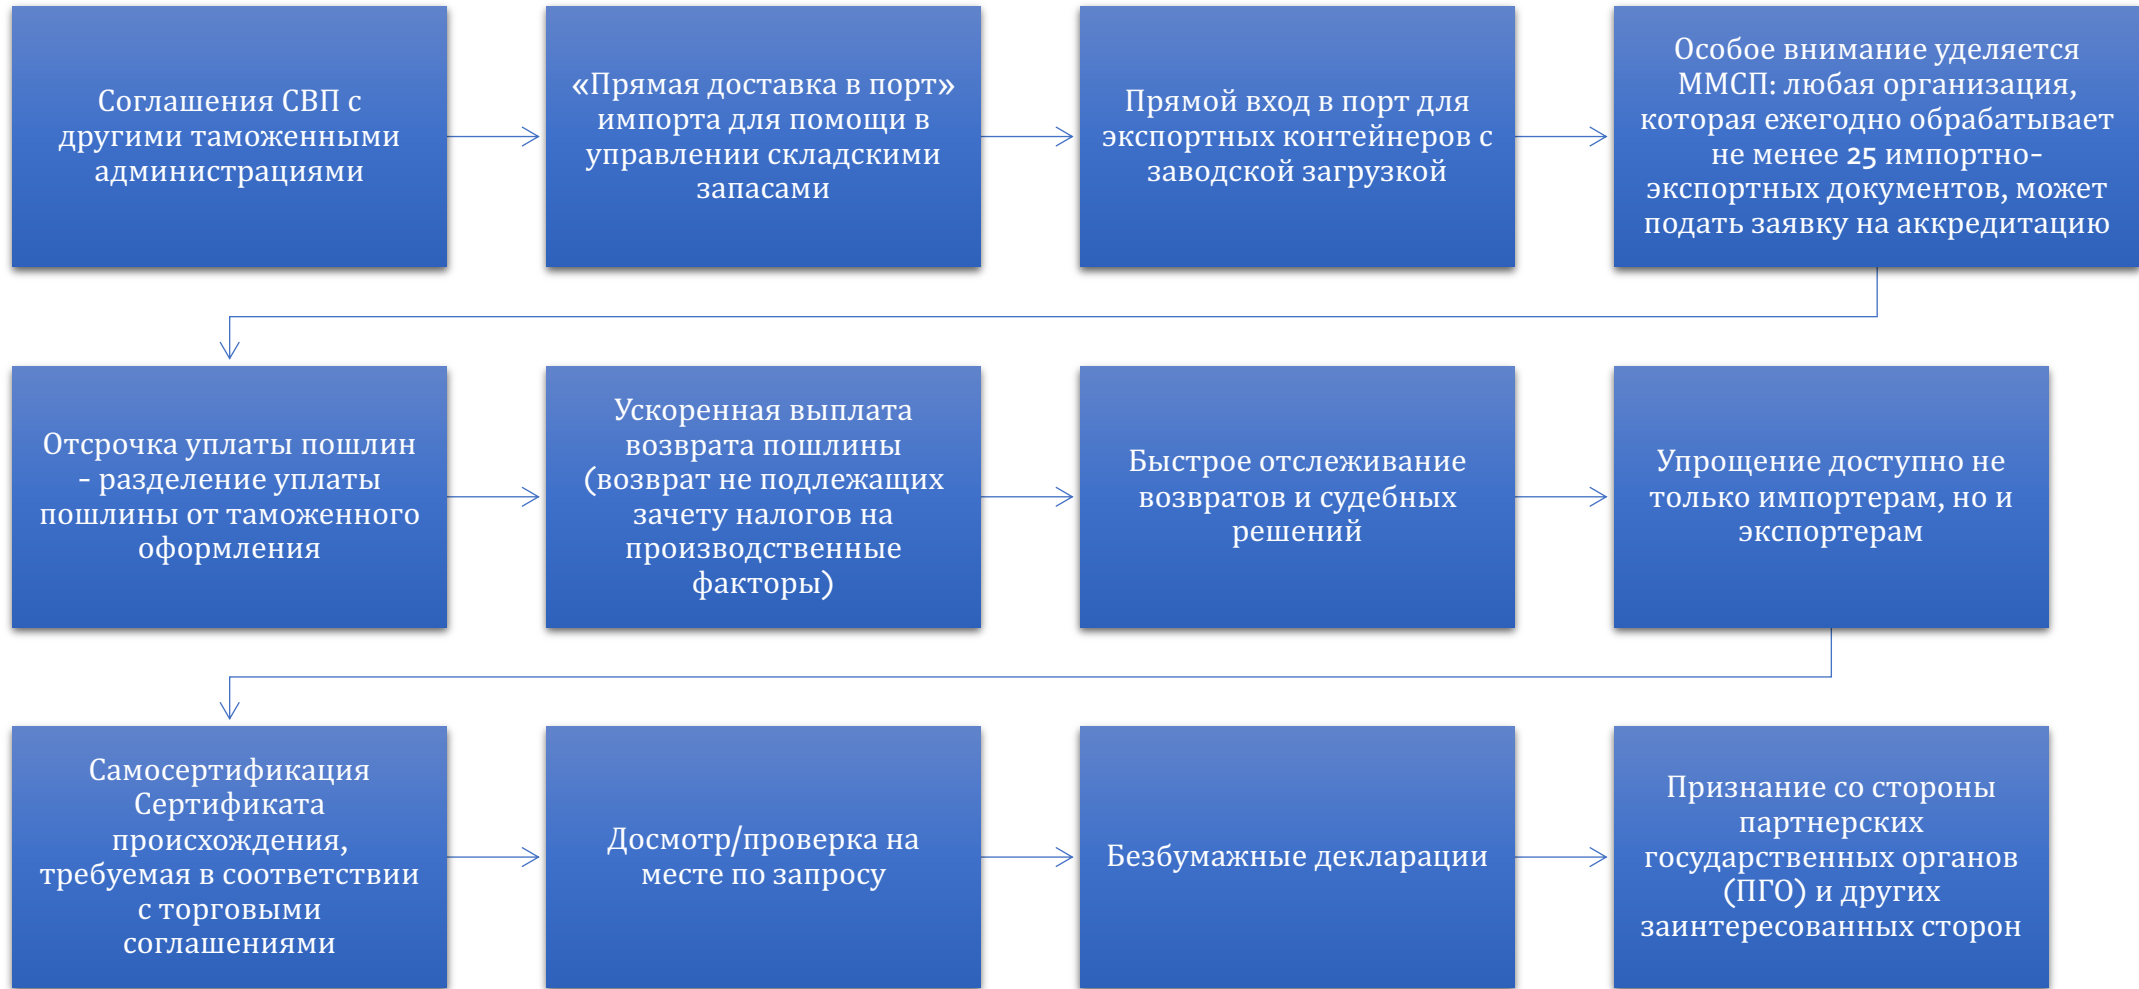 Соглашения СВП с
другими таможенными
администрациями
«Прямая доставка в порт»
импорта для помощи в
управлении складскими
запасами
Прямой вход в порт для
экспортных контейнеров с
заводской загрузкой
Особое внимание уделяется
ММСП: любая организация,
которая ежегодно обрабатывает
не менее 25 импортно-
экспортных документов, может
подать заявку на аккредитацию
Отсрочка уплаты пошлин
- разделение уплаты
пошлины от таможенного
оформления
Ускоренная выплата
возврата пошлины
(возврат не подлежащих
зачету налогов на
производственные
факторы)
Быстрое отслеживание
возвратов и судебных
решений
Упрощение доступно не
только импортерам, но и
экспортерам
Самосертификация
Сертификата
происхождения,
требуемая в соответствии
с торговыми
соглашениями
Досмотр/проверка на
месте по запросу
Безбумажные декларации
Признание со стороны
партнерских
государственных органов
(ПГО) и других
заинтересованных сторон